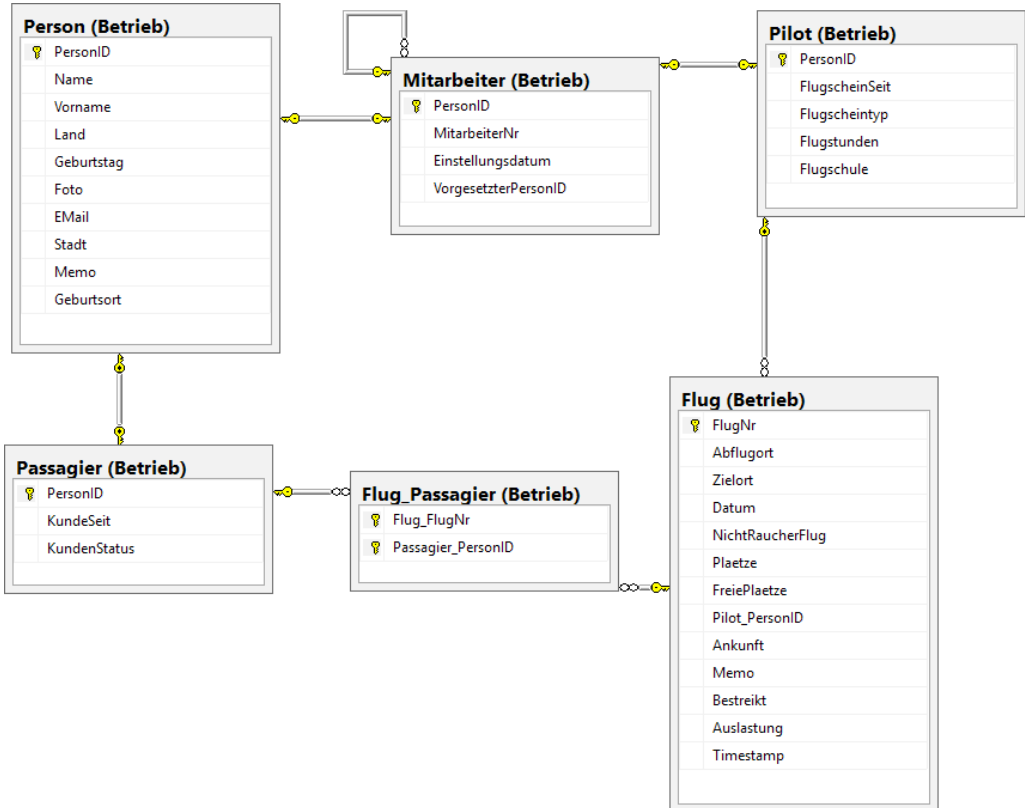 Person (Betrieb)
PersonID
Name
Vorname
Land
Geburtstag
Foto
EMail
Stadt
Memo
Geburtsort
Mitarbeiter (Betrieb)
PersonID
MitarbeiterNr
Einstellungsdatum
VorgesetzterPersonID
Pilot (Betrieb)
PersonID
FlugscheinSeit
Flugscheintyp
Flugstunden
Flugschule
Passagier (Betrieb)
PersonID
KundeSeit
KundenStatus
Flug_Passagier (Betrieb)
Flug_FlugNr
Passagier_PersonID
Flug (Betrieb)
FlugNr
Abflugort
Zielort
Datum
NichtRaucherFlug
Plaetze
FreiePlaetze
Pilot_PersonID
Ankunft
Memo
Bestreikt
Auslastung
Timestamp